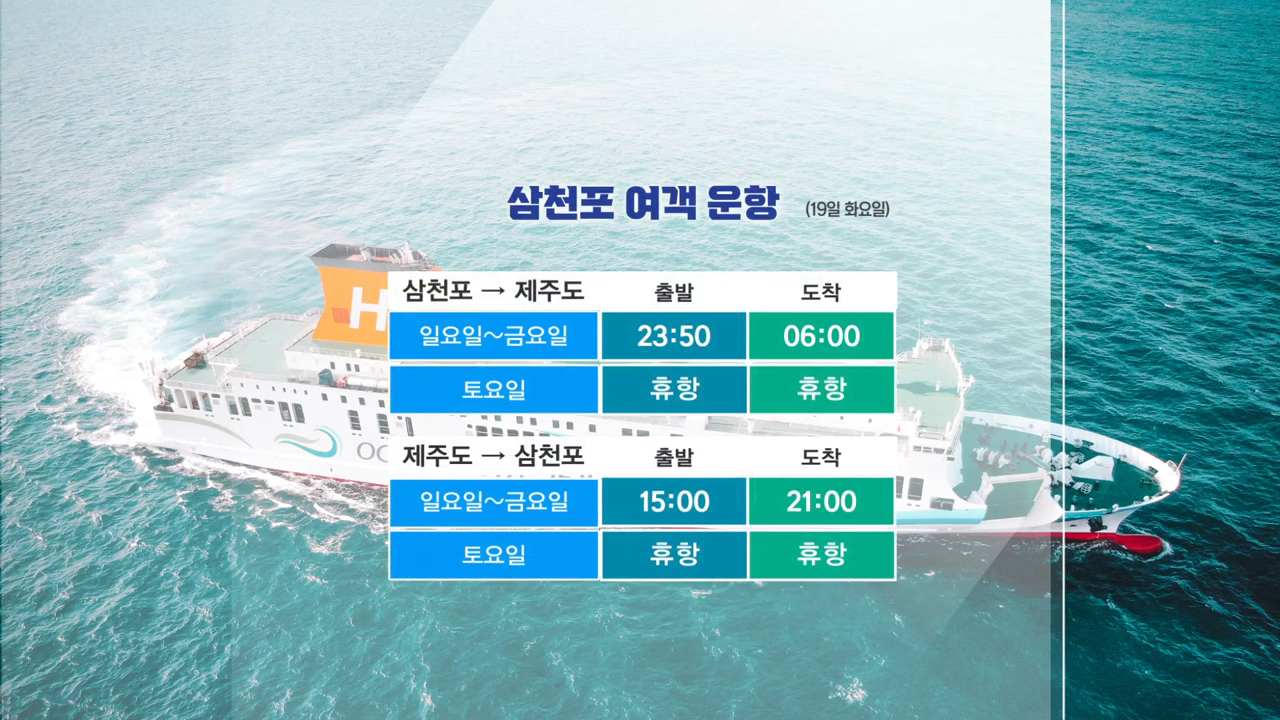 삼천포 여객 운항 (19일 화요일)
삼천포 → 제주도 출발 도착
일요일~금요일 23:50 06:00
토요일 휴항 휴항
제주도 → 삼천포 출발 도착
일요일~금요일 15:00 21:00
토요일 휴항 휴항
H